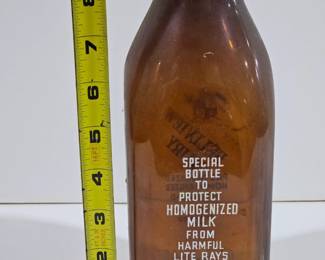 8
7
6
5
4
3
2
SPECIAL
BOTTLE
TO
PROTECT
HOMOGENIZED
MILK
FROM
HARMFUL
LITE RAYS